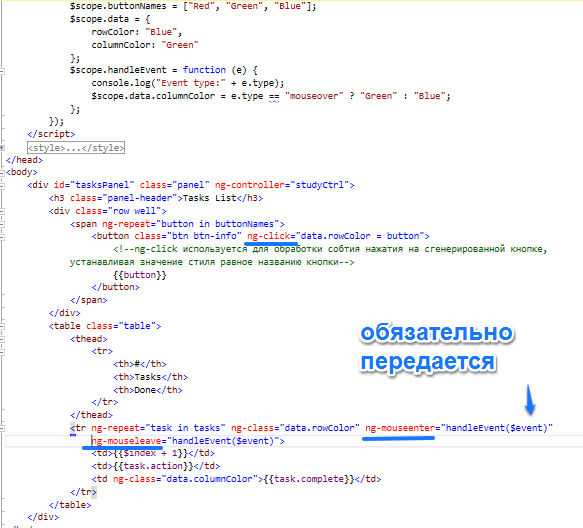 $scope.buttonNames = ["Red", "Green", "Blue"];
$scope.data = {
rowColor: "Blue",
columnColor: "Green"
};
$scope.handleEvent = function (e) {
console.log("Event type:" + e.type);
$scope.data.columnColor = e.type == "mouseover" ? "Green" : "Blue";
};
});
</script>
<style>...</style>
</head>
<body>
<div id="tasksPanel" class="panel" ng-controller="studyCtrl">
<h3 class="panel-header">Tasks List</h3>
<div class="row well">
<span ng-repeat="button in buttonNames">
<button class="btn btn-info" ng-click="data.rowColor = button">
<!--ng-click используется для обработки собтия нажатия на сгенерированной кнопке,
устанавливая значение стиля равное названию кнопки-->
{{button}}
</button>
</span>
</div>
<table class="table">
<thead>
<tr>
<th>#</th>
<th>Tasks</th>
<th>Done</th>
</tr>
</thead>
обязательно
передается
<tr ng-repeat="task in tasks" ng-class="data.rowColor" ng-mouseenter="handleEvent($event)"
ng-mouseleave="handleEvent($event)">
<td>{{$index + 1}}</td>
<td>{{task.action}}</td>
<td ng-class="data.columnColor">{{task.complete}}</td>
</tr>
</table>
</div>